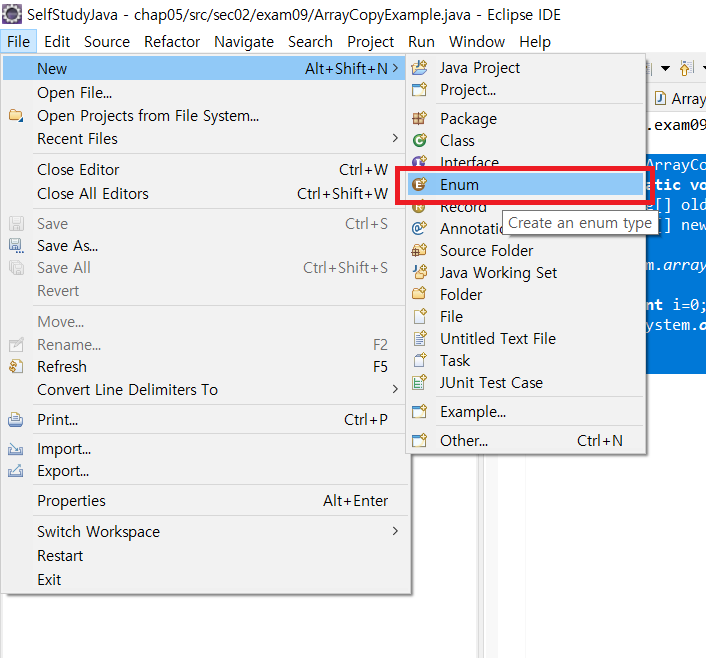 SelfStudyJava - chap05/src/sec02/exam09/ArrayCopyExample.java - Eclipse IDE
File Edit Source Refactor Navigate Search Project Run Window Help
New Alt+Shift+N >
Open File...
Open Projects from File System...
Recent Files >
Close Editor Ctrl+W
Close All Editors Ctrl+Shift+W
Save Ctrl+S
Save As...
Save All Ctrl+Shift+S
Revert
Move...
Rename... F2
Refresh F5
Convert Line Delimiters To >
Print... Ctrl+P
Import...
Export...
Properties Alt+Enter
Switch Workspace >
Restart
Exit
Java Project
Project...
Package
Class
Interface
Enum
Record
Annotatio
Source Folder
Java Working Set
Folder
File
Untitled Text File
Task
JUnit Test Case
Example...
Other... Ctrl+N
Create an enum type
Array
.exam09
ArrayCo
atic vo
[] old
[] new
m.array
nt i=0;
ystem.o